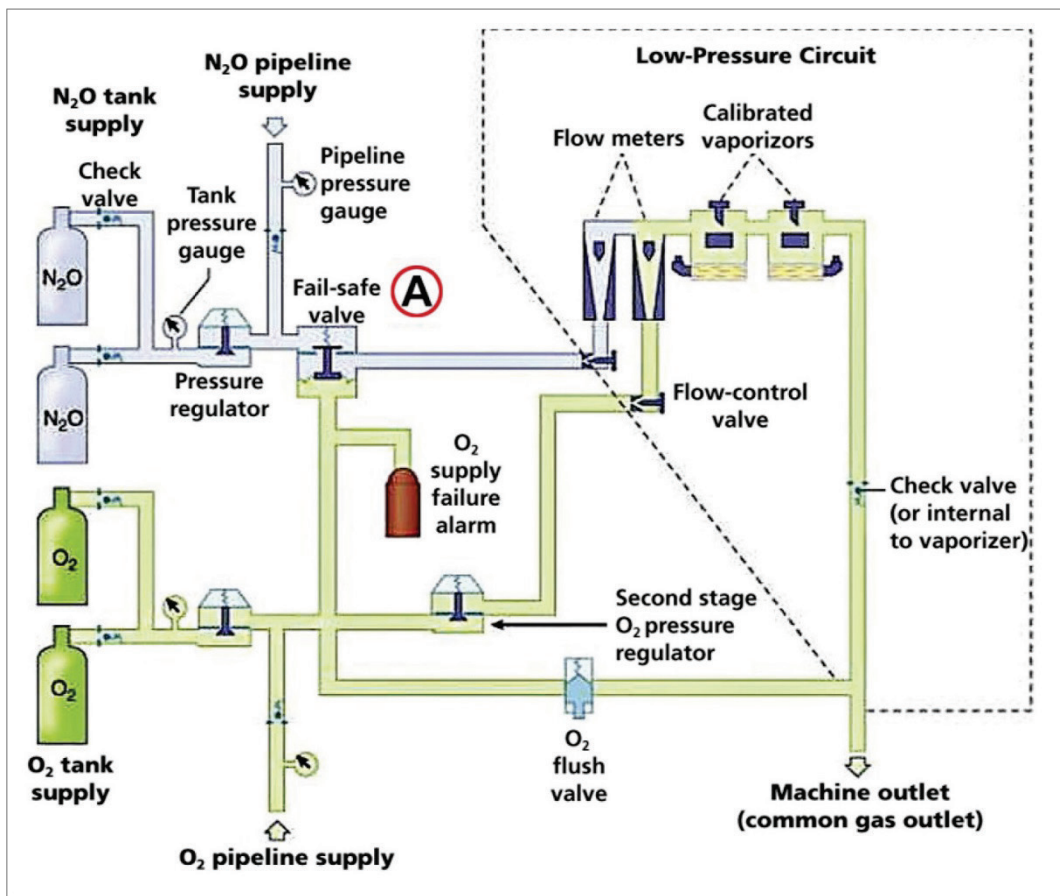 Low-Pressure Circuit
N₂O pipeline
supply
N₂O tank
supply
Check
valve
Tank
pressure
gauge
Pipeline
pressure
gauge
Flow meters
Calibrated
vaporizors
N₂O
Fail-safe
valve
A
N₂O
Pressure
regulator
Flow-control
valve
O₂
supply
failure
alarm
Check valve
(or internal
to vaporizer)
O₂
O₂
Second stage
O₂ pressure
regulator
O₂ tank
supply
O₂
flush
valve
Machine outlet
(common gas outlet)
O₂ pipeline supply